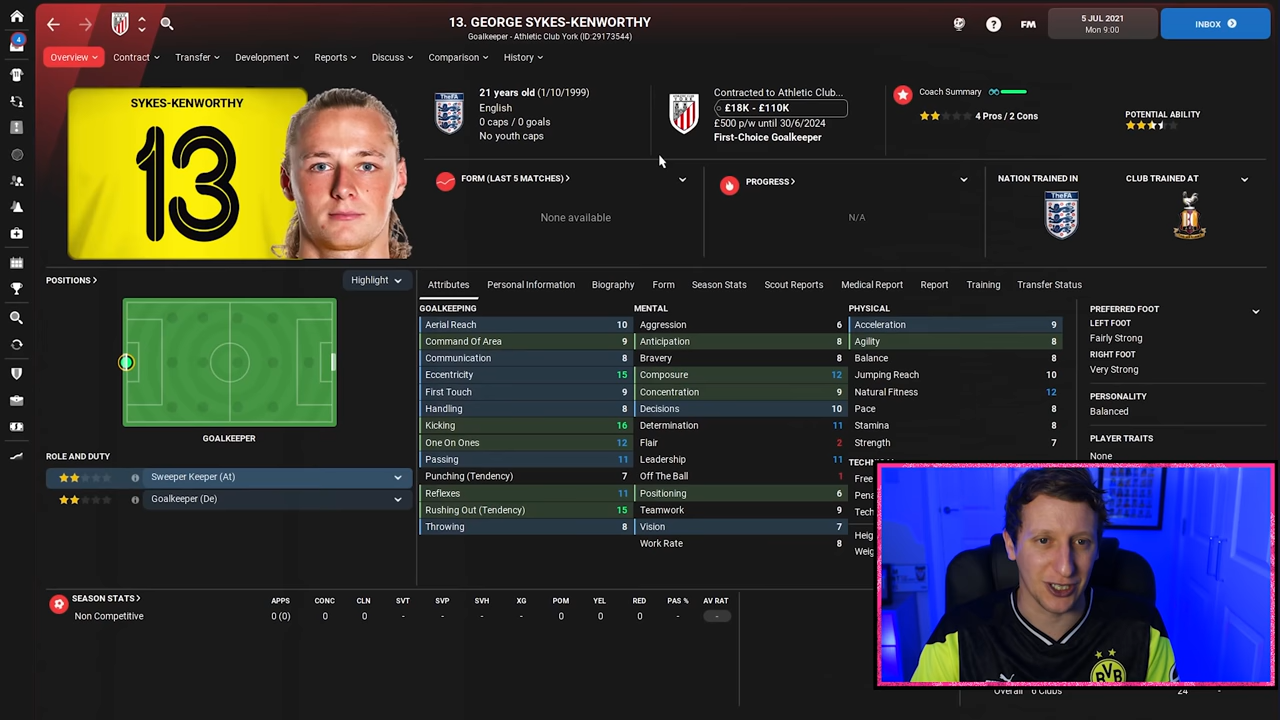 13. GEORGE SYKES-KENWORTHY
Goalkeeper - Athletic Club York (ID:29173544)
4
FM
5 JUL 2021
Mon 9:00
INBOX
Overview
Contract
Transfer
Development
Reports
Discuss
Comparison
History
SYKES-KENWORTHY
13
21 years old (1/10/1999)
English
0 caps / 0 goals
No youth caps
Contracted to Athletic Club...
£18K - £110K
£500 p/w until 30/6/2024
First-Choice Goalkeeper
Coach Summary
4 Pros / 2 Cons
POTENTIAL ABILITY
FORM (LAST 5 MATCHES)
None available
PROGRESS
N/A
NATION TRAINED IN
CLUB TRAINED AT
POSITIONS
Highlight
GOALKEEPER
ROLE AND DUTY
Sweeper Keeper (At)
Goalkeeper (De)
Attributes
Personal Information
Biography
Form
Season Stats
Scout Reports
Medical Report
Report
Training
Transfer Status
GOALKEEPING
Aerial Reach 10
Command Of Area 9
Communication 8
Eccentricity 15
First Touch 9
Handling 8
Kicking 16
One On Ones 12
Passing 11
Punching (Tendency) 7
Reflexes 11
Rushing Out (Tendency) 15
Throwing 8
MENTAL
Aggression 6
Anticipation 8
Bravery 8
Composure 12
Concentration 9
Decisions 10
Determination 11
Flair 2
Leadership 11
Off The Ball 1
Positioning 6
Teamwork 9
Vision 7
Work Rate 8
PHYSICAL
Acceleration 9
Agility 8
Balance 8
Jumping Reach 10
Natural Fitness 12
Pace 8
Stamina 8
Strength 7
PREFERRED FOOT
LEFT FOOT
Fairly Strong
RIGHT FOOT
Very Strong
PERSONALITY
Balanced
PLAYER TRAITS
None
SEASON STATS
APPS CONC CLN SVT SVP SVH XG POM YEL RED PAS % AV RAT
Non Competitive 0 (0) 0 0 - - - - 0 0 0 - -
BVB
Overall 6 Clubs 24 -